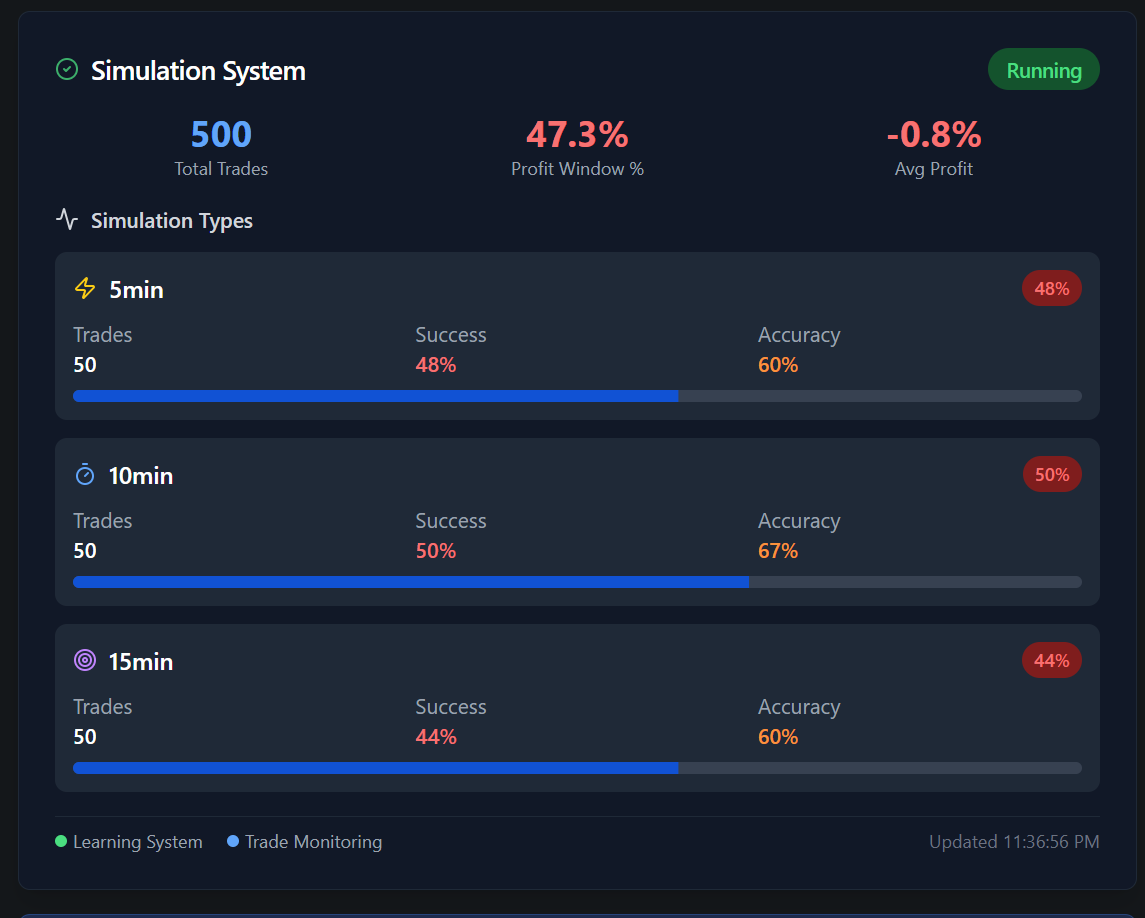 Simulation System
Running
500 47.3% -0.8%
Total Trades Profit Window % Avg Profit
Simulation Types
5min 48%
Trades Success Accuracy
50 48% 60%
10min 50%
Trades Success Accuracy
50 50% 67%
15min 44%
Trades Success Accuracy
50 44% 60%
Learning System Trade Monitoring Updated 11:36:56 PM